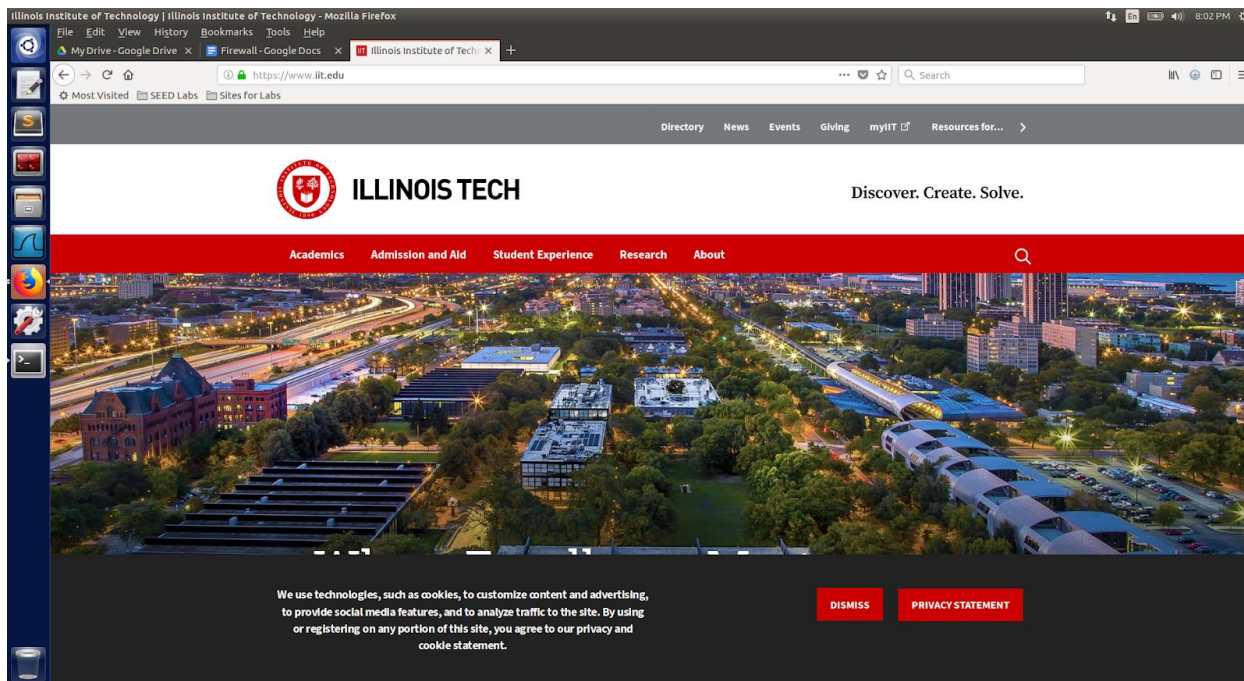 Illinois Institute of Technology | Illinois Institute of Technology - Mozilla Firefox
En
8:02 PM
File Edit View History Bookmarks Tools Help
My Drive - Google Drive
Firewall - Google Docs
Illinois Institute of Techn
https://www.iit.edu
Search
Most Visited
SEED Labs
Sites for Labs
Directory
News
Events
Giving
myIIT
Resources for...
ILLINOIS TECH
Discover. Create. Solve.
Academics
Admission and Aid
Student Experience
Research
About
We use technologies, such as cookies, to customize content and advertising,
to provide social media features, and to analyze traffic to the site. By using
or registering on any portion of this site, you agree to our privacy and
cookie statement.
DISMISS
PRIVACY STATEMENT